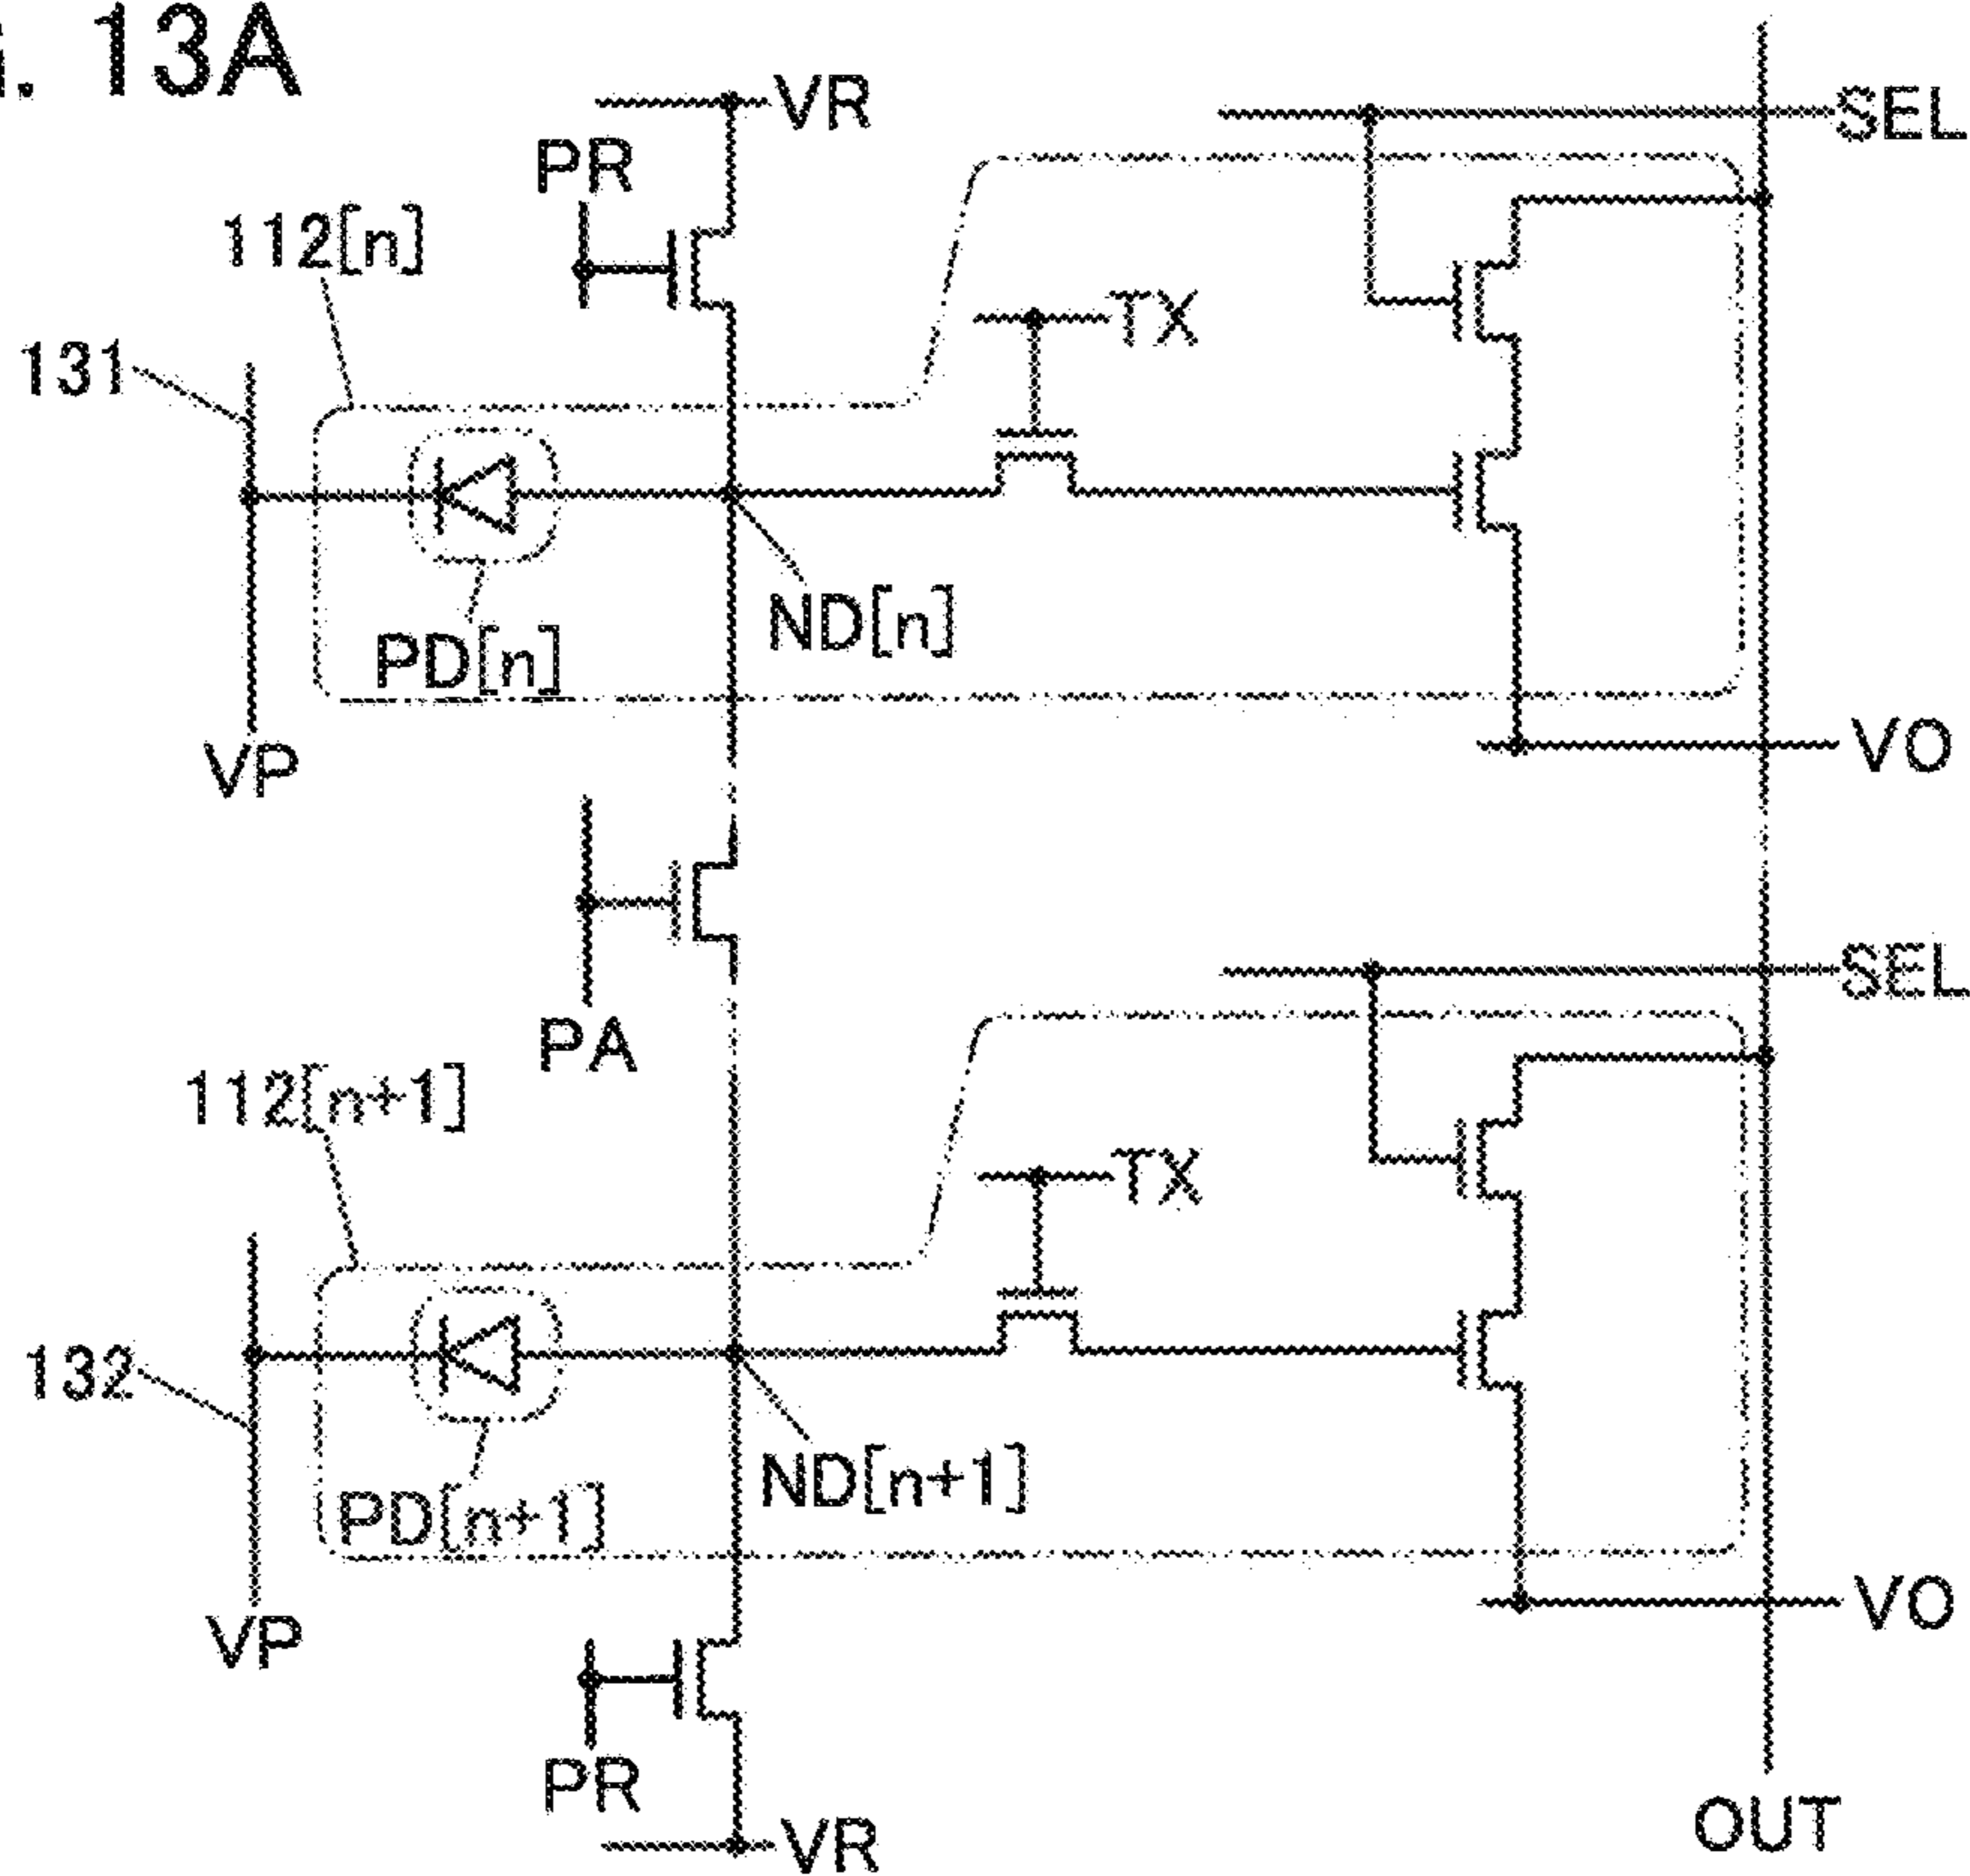 . 13A
VR
SEL
PR
112[n]
TX
131
ND[n]
PD[n]
VP
VO
PA
SEL
112[n+1]
TX
132
ND[n+1]
PD[n+1]
VP
VO
PR
VR
OUT